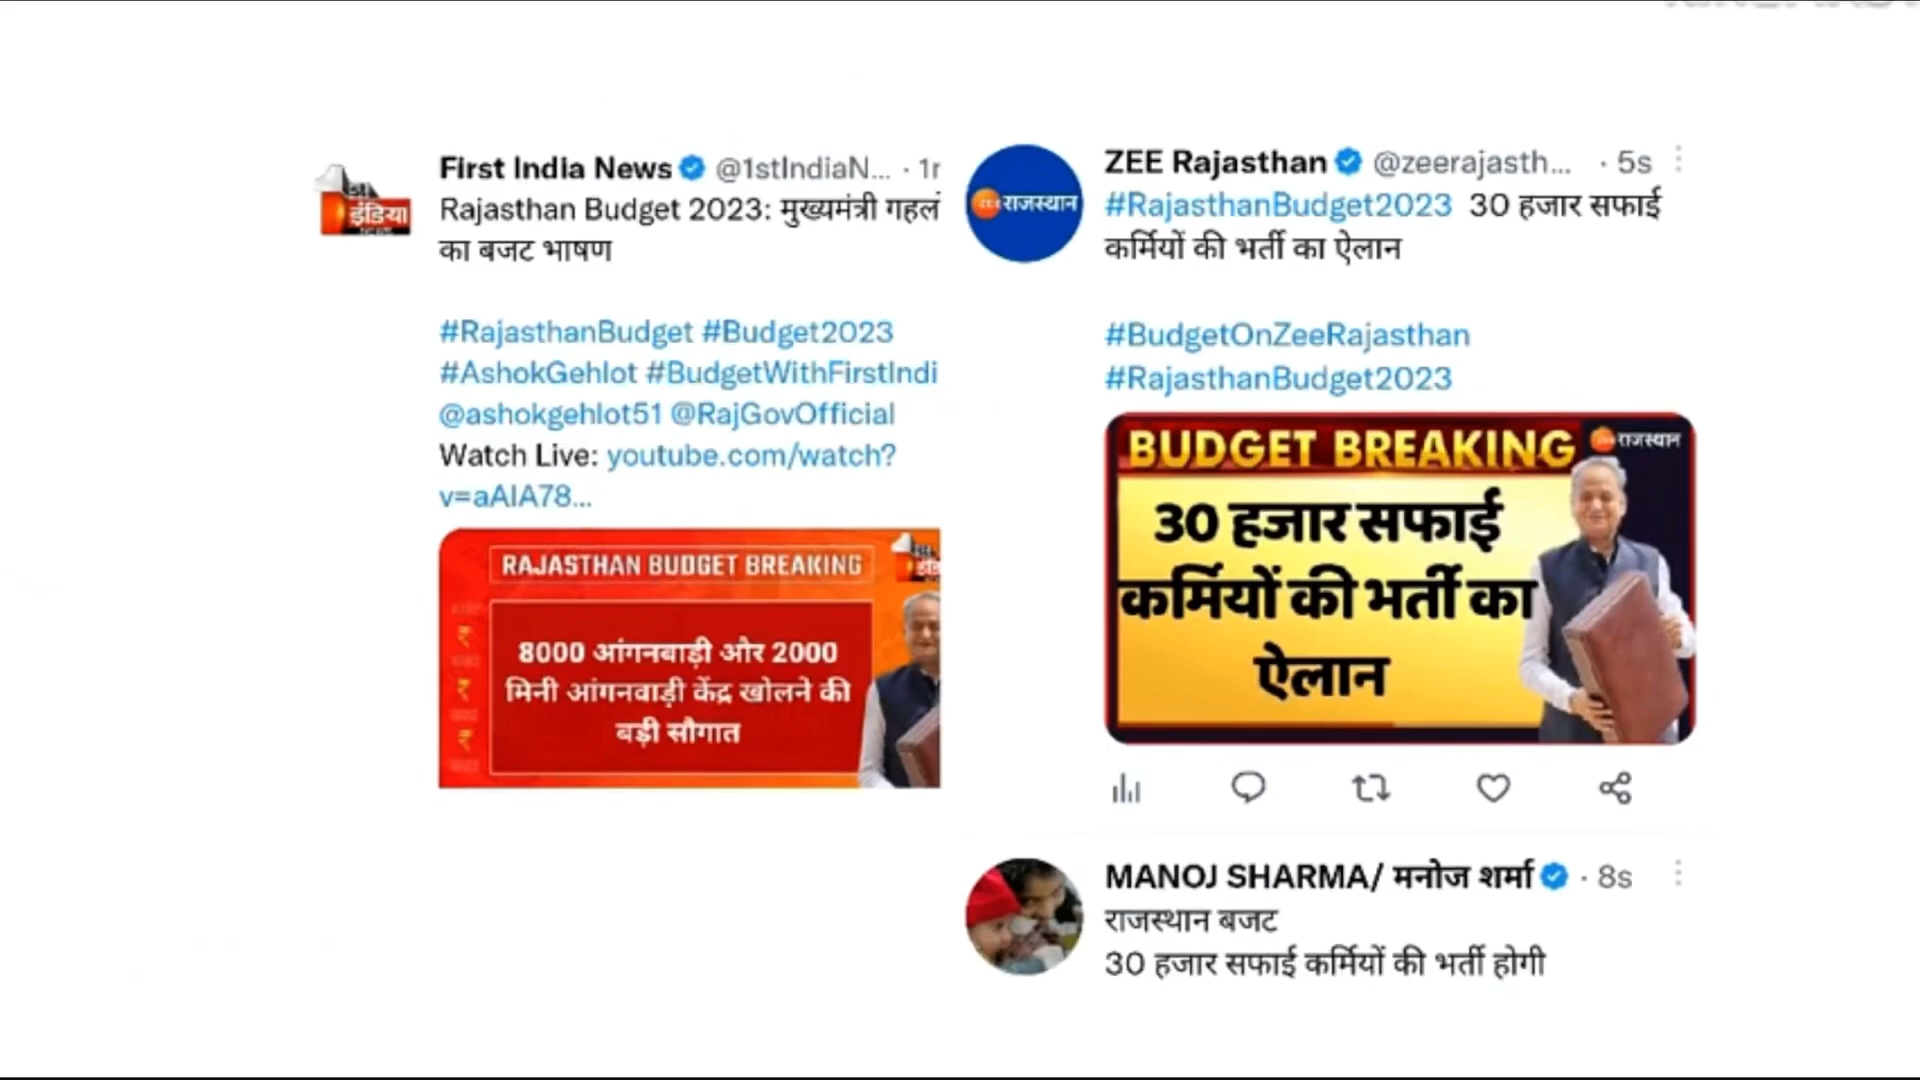 First India News @1stIndiaN... · 1r
Rajasthan Budget 2023: मुख्यमंत्री गहलं
का बजट भाषण
#RajasthanBudget #Budget2023
#AshokGehlot #BudgetWithFirstIndi
@ashokgehlot51 @RajGovOfficial
Watch Live: youtube.com/watch?
v=aAIA78...
RAJASTHAN BUDGET BREAKING
8000 आंगनबाड़ी और 2000
मिनी आंगनवाड़ी केंद्र खोलने की
बड़ी सौगात
इंडिया
ZEE Rajasthan @zeerajasth... · 5s
राजस्थान
#RajasthanBudget2023 30 हजार सफाई
कर्मियों की भर्ती का ऐलान
#BudgetOnZeeRajasthan
#RajasthanBudget2023
BUDGET BREAKING
राजस्थान
30 हजार सफाई
कर्मियों की भर्ती का
ऐलान
MANOJ SHARMA/ मनोज शर्मा · 8s
राजस्थान बजट
30 हजार सफाई कर्मियों की भर्ती होगी